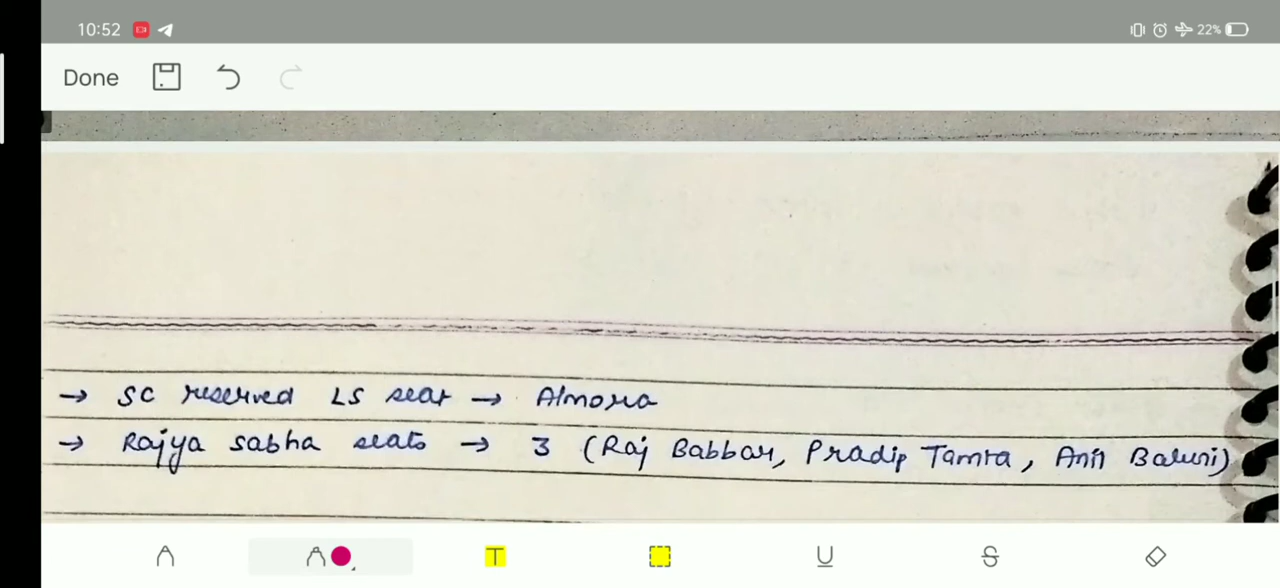 10:52
22%
Done
→ SC reserved LS seat → Almora
→ Rajya sabha seats → 3 (Raj Babbar, Pradip Tamta, Anil Baluni)
T
U
S